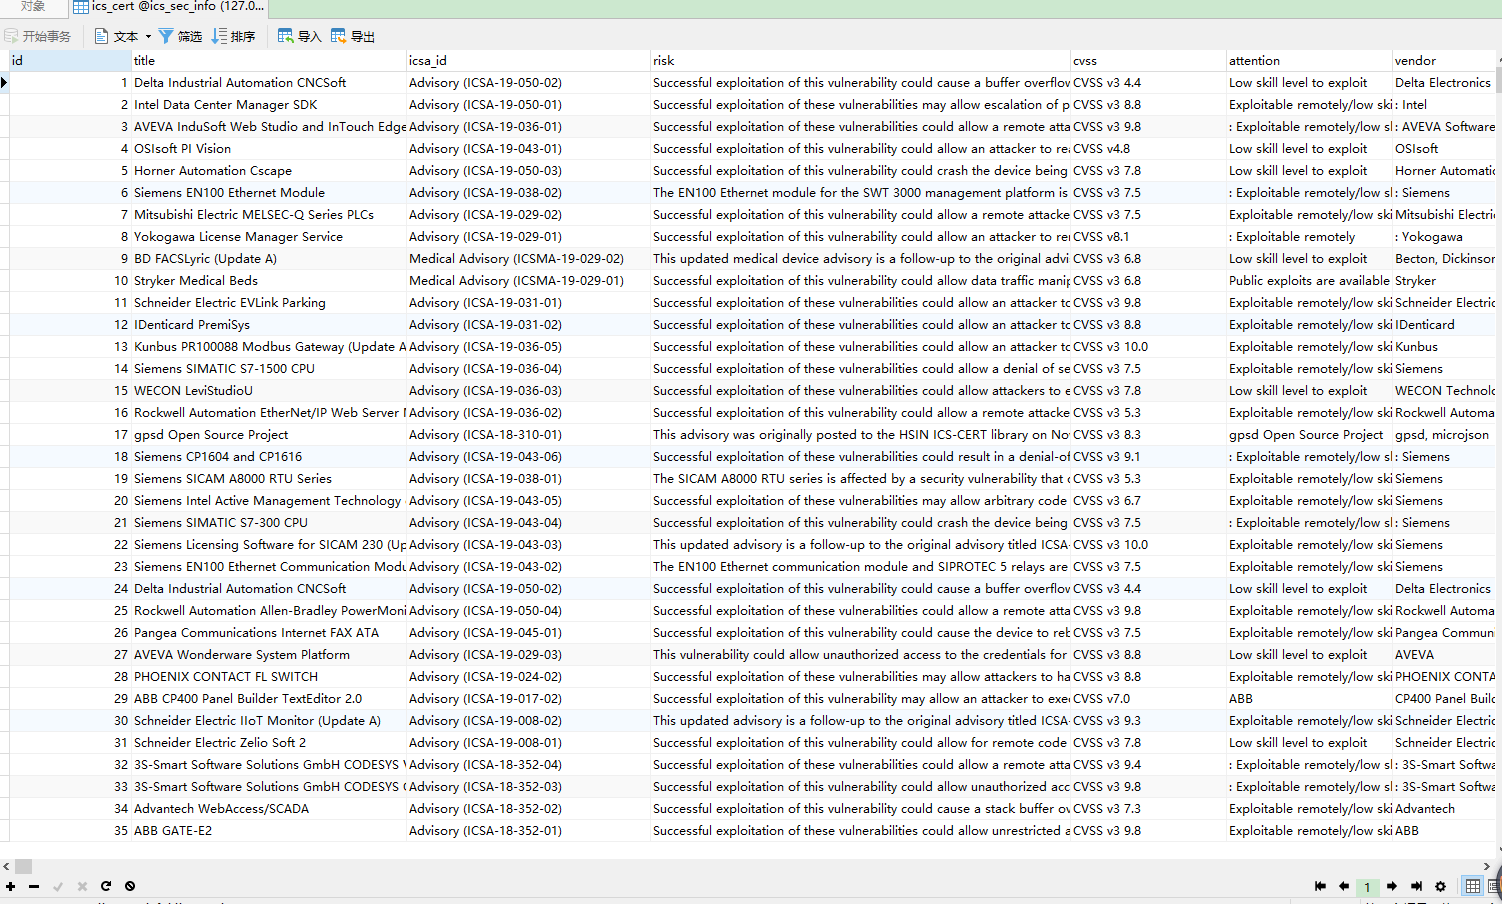 对象 ics_cert @ics_sec_info (127.0...
开始事务 文本 筛选 排序 导入 导出
id title icsa_id risk cvss attention vendor
1 Delta Industrial Automation CNCSoft Advisory (ICSA-19-050-02) Successful exploitation of this vulnerability could cause a buffer overflow CVSS v3 4.4 Low skill level to exploit Delta Electronics
2 Intel Data Center Manager SDK Advisory (ICSA-19-050-01) Successful exploitation of these vulnerabilities may allow escalation of p CVSS v3 8.8 Exploitable remotely/low ski : Intel
3 AVEVA InduSoft Web Studio and InTouch Edge Advisory (ICSA-19-036-01) Successful exploitation of these vulnerabilities could allow a remote atta CVSS v3 9.8 : Exploitable remotely/low sl : AVEVA Software
4 OSIsoft PI Vision Advisory (ICSA-19-043-01) Successful exploitation of this vulnerability could allow an attacker to rea CVSS v4.8 Low skill level to exploit OSIsoft
5 Horner Automation Cscape Advisory (ICSA-19-050-03) Successful exploitation of this vulnerability could crash the device being CVSS v3 7.8 Low skill level to exploit Horner Automatic
6 Siemens EN100 Ethernet Module Advisory (ICSA-19-038-02) The EN100 Ethernet module for the SWT 3000 management platform is CVSS v3 7.5 : Exploitable remotely/low sl : Siemens
7 Mitsubishi Electric MELSEC-Q Series PLCs Advisory (ICSA-19-029-02) Successful exploitation of this vulnerability could allow a remote attacke CVSS v3 7.5 Exploitable remotely/low ski Mitsubishi Electri
8 Yokogawa License Manager Service Advisory (ICSA-19-029-01) Successful exploitation of this vulnerability could allow an attacker to rei CVSS v8.1 : Exploitable remotely : Yokogawa
9 BD FACSLyric (Update A) Medical Advisory (ICSMA-19-029-02) This updated medical device advisory is a follow-up to the original advi CVSS v3 6.8 Low skill level to exploit Becton, Dickinson
10 Stryker Medical Beds Medical Advisory (ICSMA-19-029-01) Successful exploitation of these vulnerabilities could allow data traffic manip CVSS v3 6.8 Public exploits are available Stryker
11 Schneider Electric EVLink Parking Advisory (ICSA-19-031-01) Successful exploitation of these vulnerabilities could allow an attacker to CVSS v3 9.8 Exploitable remotely/low ski Schneider Electric
12 IDenticard PremiSys Advisory (ICSA-19-031-02) Successful exploitation of these vulnerabilities could allow an attacker to CVSS v3 8.8 Exploitable remotely/low ski IDenticard
13 Kunbus PR100088 Modbus Gateway (Update A Advisory (ICSA-19-036-05) Successful exploitation of these vulnerabilities could allow an attacker to CVSS v3 10.0 Exploitable remotely/low ski Kunbus
14 Siemens SIMATIC S7-1500 CPU Advisory (ICSA-19-036-04) Successful exploitation of these vulnerabilities could allow a denial of se CVSS v3 7.5 Exploitable remotely/low ski Siemens
15 WECON LeviStudioU Advisory (ICSA-19-036-03) Successful exploitation of these vulnerabilities could allow attackers to e CVSS v3 7.8 Low skill level to exploit WECON Technolo
16 Rockwell Automation EtherNet/IP Web Server Advisory (ICSA-19-036-02) Successful exploitation of this vulnerability could allow a remote attacke CVSS v3 5.3 Exploitable remotely/low ski Rockwell Automa
17 gpsd Open Source Project Advisory (ICSA-18-310-01) This advisory was originally posted to the HSIN ICS-CERT library on No CVSS v3 8.3 gpsd Open Source Project gpsd, microjson
18 Siemens CP1604 and CP1616 Advisory (ICSA-19-043-06) Successful exploitation of these vulnerabilities could result in a denial-of CVSS v3 9.1 : Exploitable remotely/low sl : Siemens
19 Siemens SICAM A8000 RTU Series Advisory (ICSA-19-038-01) The SICAM A8000 RTU series is affected by a security vulnerability that CVSS v3 5.3 Exploitable remotely/low ski Siemens
20 Siemens Intel Active Management Technology Advisory (ICSA-19-043-05) Successful exploitation of these vulnerabilities may allow arbitrary code CVSS v3 6.7 Exploitable remotely/low ski Siemens
21 Siemens SIMATIC S7-300 CPU Advisory (ICSA-19-043-04) Successful exploitation of this vulnerability could crash the device being CVSS v3 7.5 : Exploitable remotely/low sl : Siemens
22 Siemens Licensing Software for SICAM 230 (Up Advisory (ICSA-19-043-03) This updated advisory is a follow-up to the original advisory titled ICSA- CVSS v3 10.0 Exploitable remotely/low ski Siemens
23 Siemens EN100 Ethernet Communication Modu Advisory (ICSA-19-043-02) The EN100 Ethernet communication module and SIPROTEC 5 relays are CVSS v3 7.5 Exploitable remotely/low ski Siemens
24 Delta Industrial Automation CNCSoft Advisory (ICSA-19-050-02) Successful exploitation of this vulnerability could cause a buffer overflow CVSS v3 4.4 Low skill level to exploit Delta Electronics
25 Rockwell Automation Allen-Bradley PowerMoni Advisory (ICSA-19-050-04) Successful exploitation of these vulnerabilities could allow a remote atta CVSS v3 9.8 Exploitable remotely/low ski Rockwell Automa
26 Pangea Communications Internet FAX ATA Advisory (ICSA-19-045-01) Successful exploitation of this vulnerability could cause the device to reb CVSS v3 7.5 Exploitable remotely/low ski Pangea Commun
27 AVEVA Wonderware System Platform Advisory (ICSA-19-029-03) This vulnerability could allow unauthorized access to the credentials for CVSS v3 8.8 Low skill level to exploit AVEVA
28 PHOENIX CONTACT FL SWITCH Advisory (ICSA-19-024-02) Successful exploitation of these vulnerabilities may allow attackers to ha CVSS v3 8.8 Exploitable remotely/low ski PHOENIX CONTA
29 ABB CP400 Panel Builder TextEditor 2.0 Advisory (ICSA-19-017-02) Successful exploitation of this vulnerability may allow an attacker to exe CVSS v7.0 ABB CP400 Panel Build
30 Schneider Electric IIoT Monitor (Update A) Advisory (ICSA-19-008-02) This updated advisory is a follow-up to the original advisory titled ICSA- CVSS v3 9.3 Exploitable remotely/low ski Schneider Electric
31 Schneider Electric Zelio Soft 2 Advisory (ICSA-19-008-01) Successful exploitation of this vulnerability could allow for remote code CVSS v3 7.8 Low skill level to exploit Schneider Electric
32 3S-Smart Software Solutions GmbH CODESYS V Advisory (ICSA-18-352-04) Successful exploitation of this vulnerability could allow a remote atta CVSS v3 9.4 : Exploitable remotely/low sl : 3S-Smart Softwa
33 3S-Smart Software Solutions GmbH CODESYS Advisory (ICSA-18-352-03) Successful exploitation of this vulnerability could allow unauthorized acc CVSS v3 9.8 : Exploitable remotely/low sl : 3S-Smart Softwa
34 Advantech WebAccess/SCADA Advisory (ICSA-18-352-02) Successful exploitation of this vulnerability could cause a stack buffer ov CVSS v3 7.3 Exploitable remotely/low ski Advantech
35 ABB GATE-E2 Advisory (ICSA-18-352-01) Successful exploitation of these vulnerabilities could allow unrestricted a CVSS v3 9.8 Exploitable remotely/low ski ABB
1